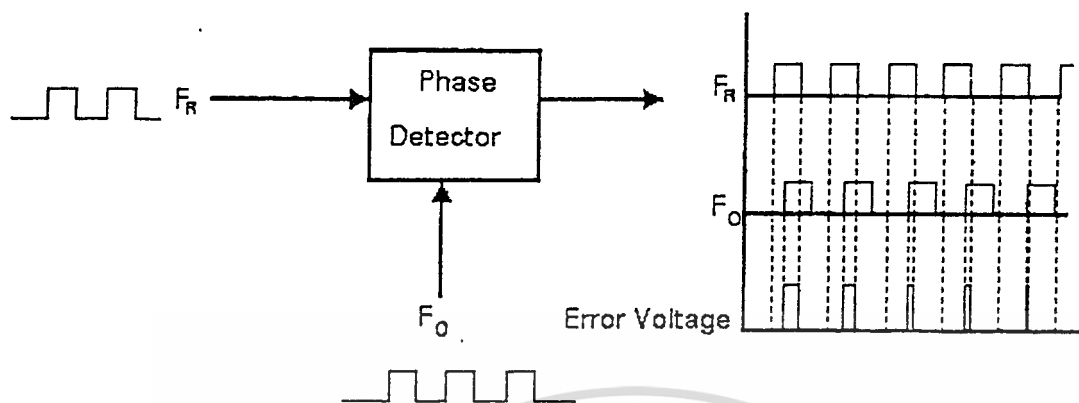 F_R
Phase
Detector
F_O
F_R
F_O
Error Voltage